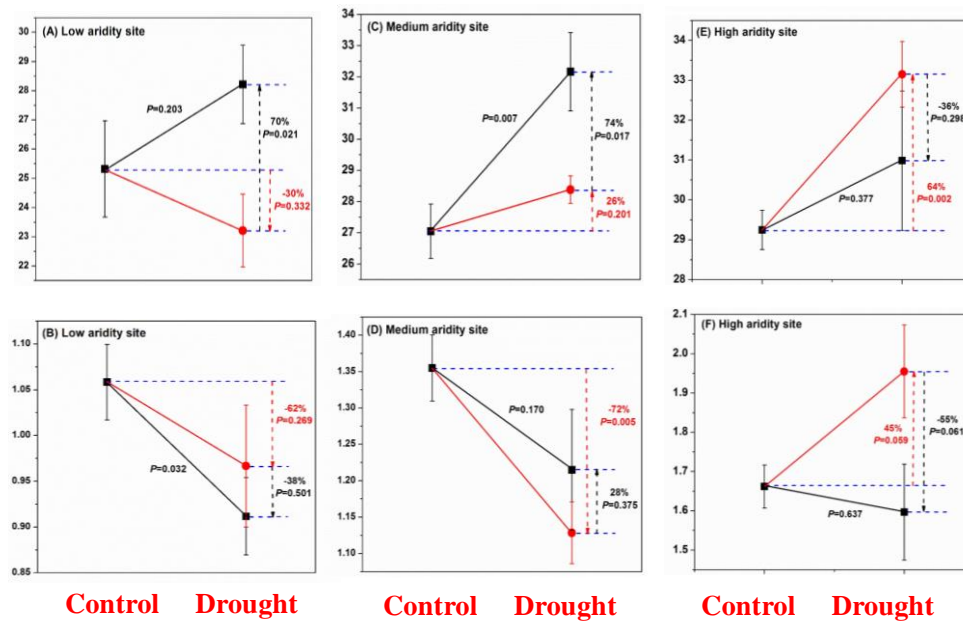 (A) Low aridity site
30
29
28
27
26
25
24
23
22
P=0.203
70%
P=0.021
-30%
P=0.332
(C) Medium aridity site
34
33
32
31
30
29
28
27
26
P=0.007
74%
P=0.017
26%
P=0.201
(E) High aridity site
34
33
32
31
30
29
28
P=0.377
-36%
P=0.298
64%
P=0.002
(B) Low aridity site
1.10
1.05
1.00
0.95
0.90
0.85
P=0.032
-62%
P=0.269
-38%
P=0.501
(D) Medium aridity site
1.40
1.35
1.30
1.25
1.20
1.15
1.10
P=0.170
-72%
P=0.005
28%
P=0.375
(F) High aridity site
2.1
2.0
1.9
1.8
1.7
1.6
1.5
P=0.637
45%
P=0.059
-55%
P=0.061
Control Drought
Control Drought
Control Drought